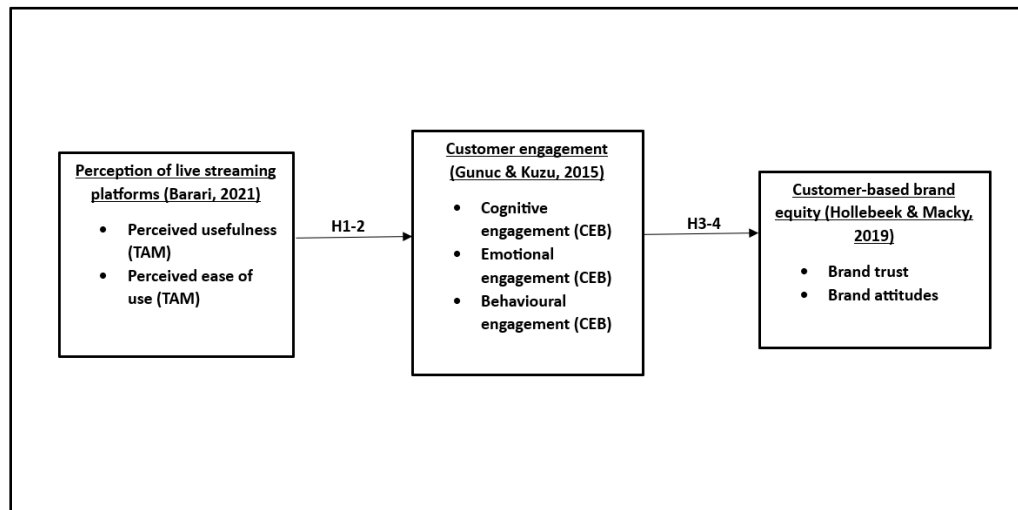 Perception of live streaming
platforms (Barari, 2021)
• Perceived usefulness
(TAM)
• Perceived ease of
use (TAM)
H1-2
Customer engagement
(Gunuc & Kuzu, 2015)
• Cognitive
engagement (CEB)
• Emotional
engagement (CEB)
• Behavioural
engagement (CEB)
H3-4
Customer-based brand
equity (Hollebeek & Macky,
2019)
• Brand trust
• Brand attitudes